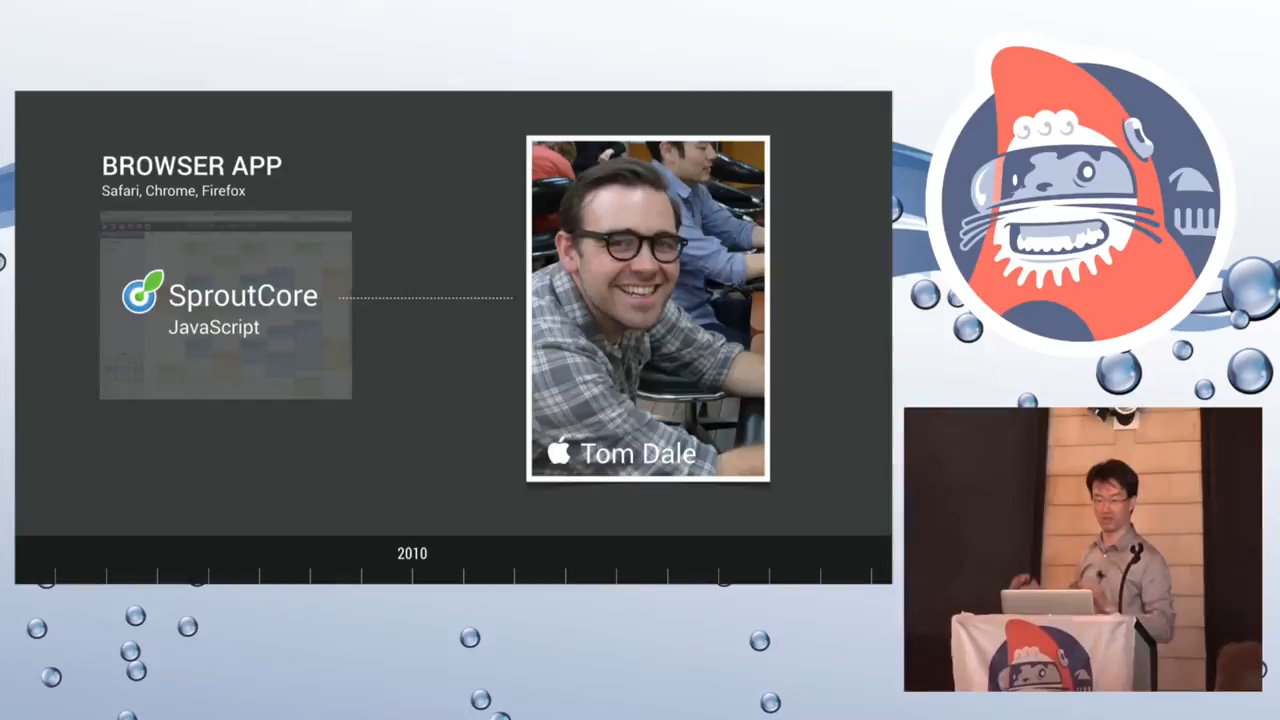 BROWSER APP
Safari, Chrome, Firefox
SproutCore
JavaScript
Tom Dale
2010